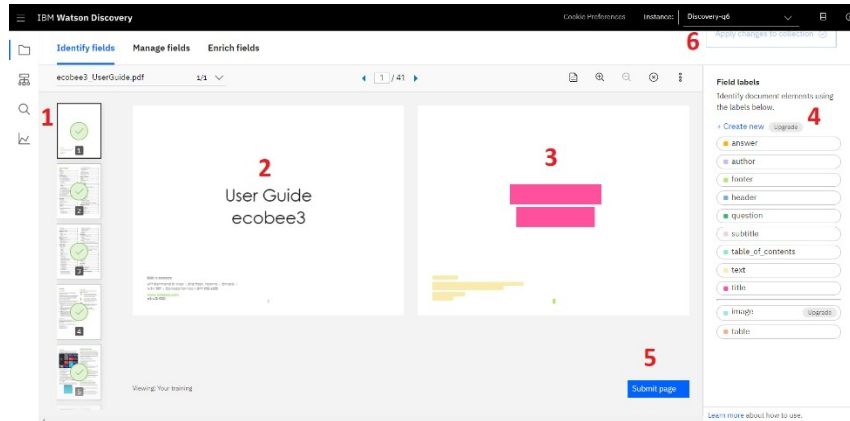 IBM Watson Discovery
Cookie Preferences
Instance:
Discovery-q6
Identify fields
Manage fields
Enrich fields
6
Apply changes to collection
ecobee3_UserGuide.pdf
1/1
1 / 41
1
1
2
3
4
5
2
User Guide
ecobee3
3
Field labels
Identify document elements using
the labels below.
4
+ Create new
Upgrade
answer
author
footer
header
question
subtitle
table_of_contents
text
title
image
Upgrade
table
Viewing: Your training
5
Submit page
Learn more about how to use.